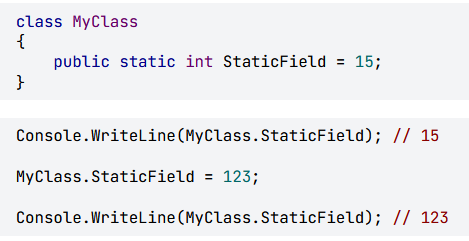 class MyClass
{
    public static int StaticField = 15;
}
Console.WriteLine(MyClass.StaticField); // 15
MyClass.StaticField = 123;
Console.WriteLine(MyClass.StaticField); // 123